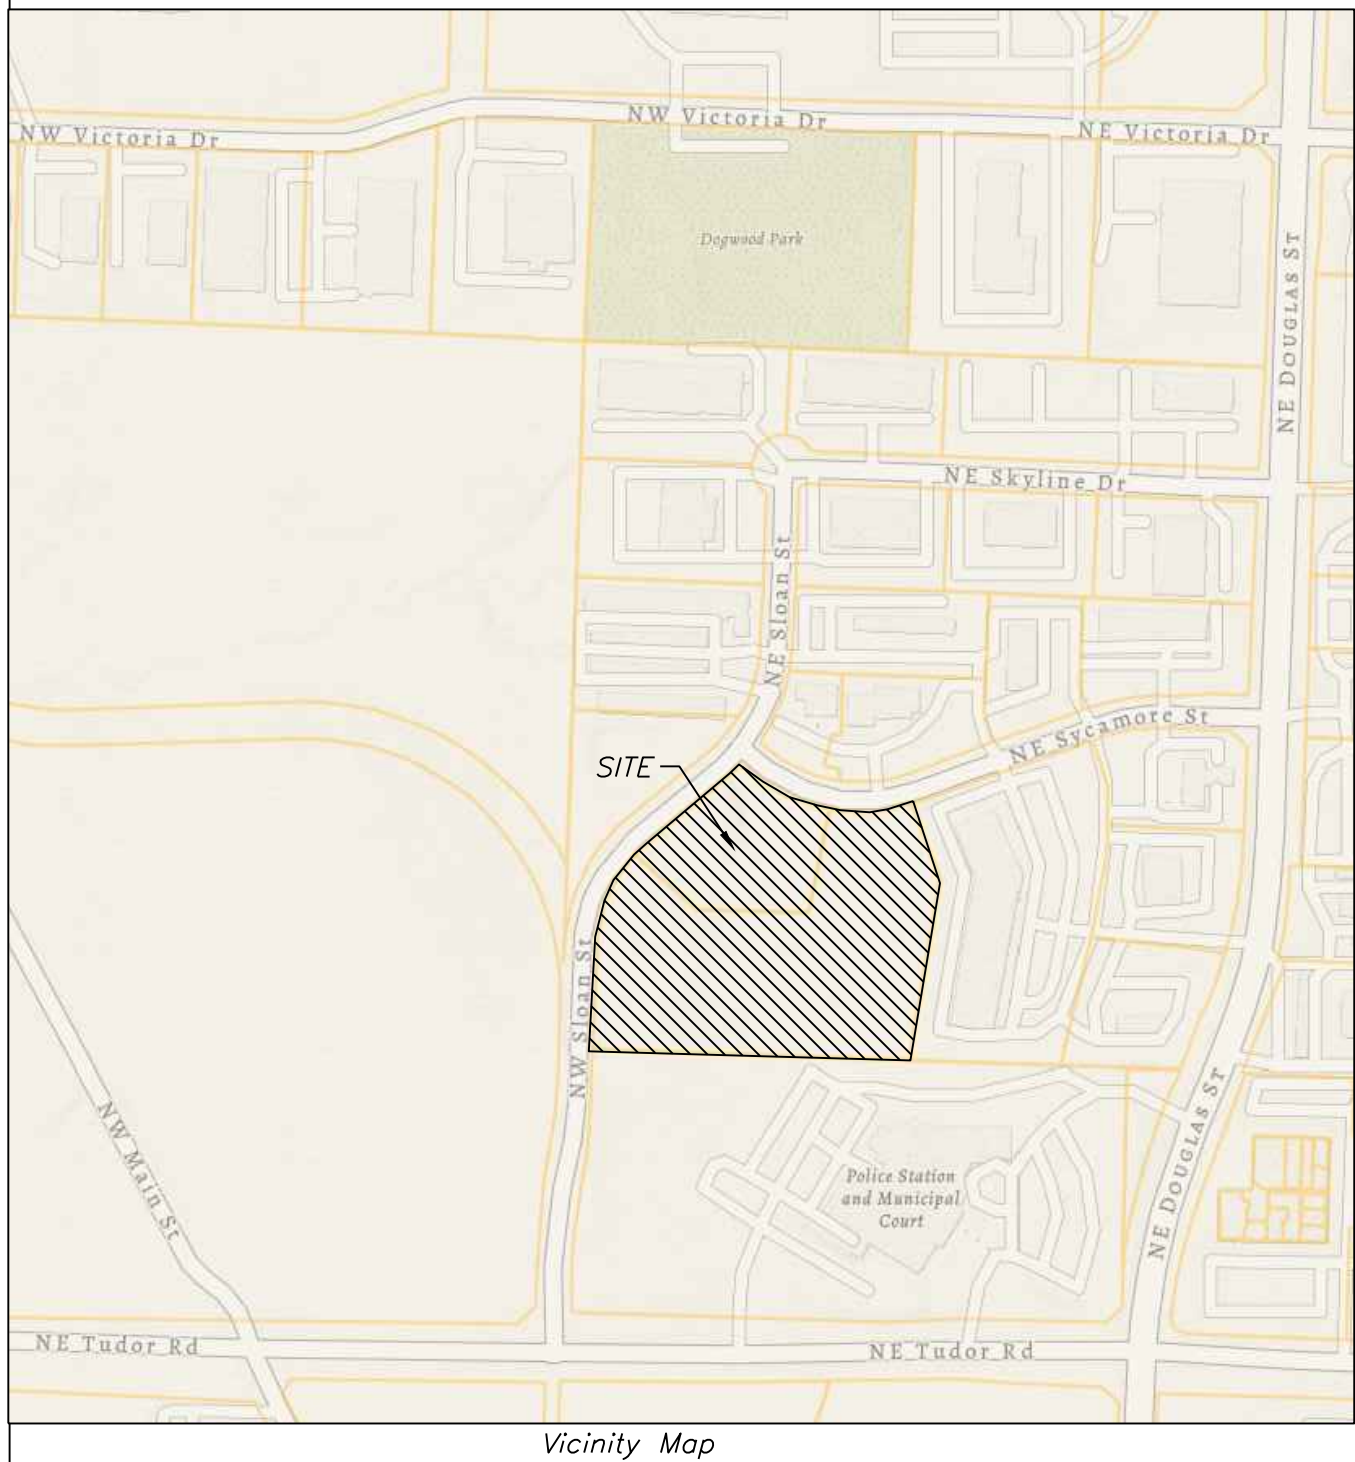 NW Victoria Dr
NW Victoria Dr
NE Victoria Dr
Dogwood Park
NE DOUGLAS ST
NE Skyline Dr
NE Sloan St
NE Sycamore St
SITE
NW Sloan St
NW Main St
Police Station
and Municipal
Court
NE DOUGLAS ST
NE Tudor Rd
NE Tudor Rd
Vicinity Map